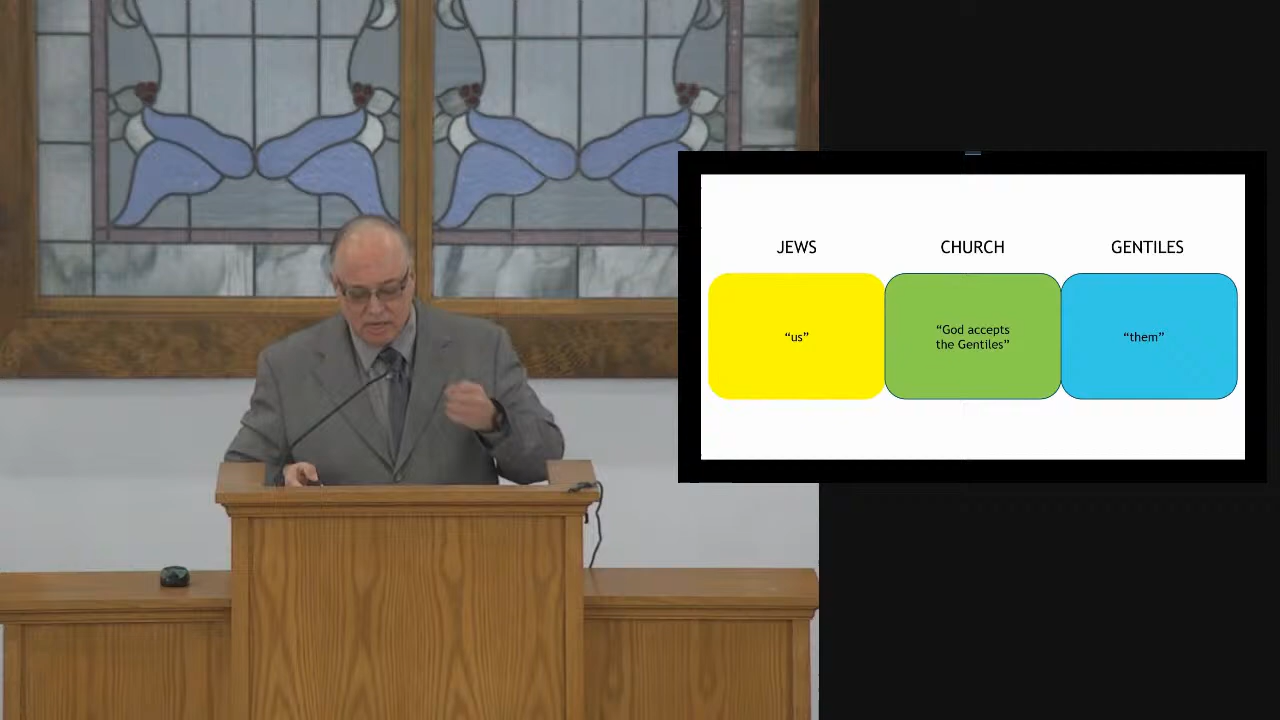 JEWS
CHURCH
GENTILES
“us”
“God accepts
the Gentiles”
“them”